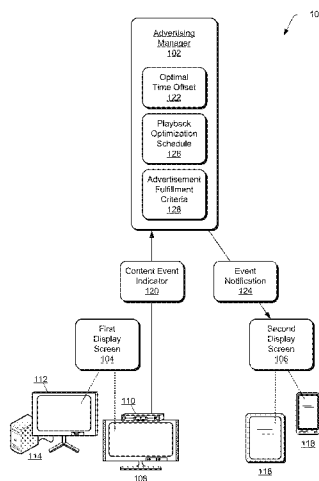 10
Advertising
Manager
102
Optimal
Time Offset
122
Playback
Optimization
Schedule
126
Advertisement
Fulfillment
Criteria
128
Content Event
Indicator
120
Event
Notification
124
First
Display
Screen
104
Second
Display
Screen
106
112
110
114
108
116
118